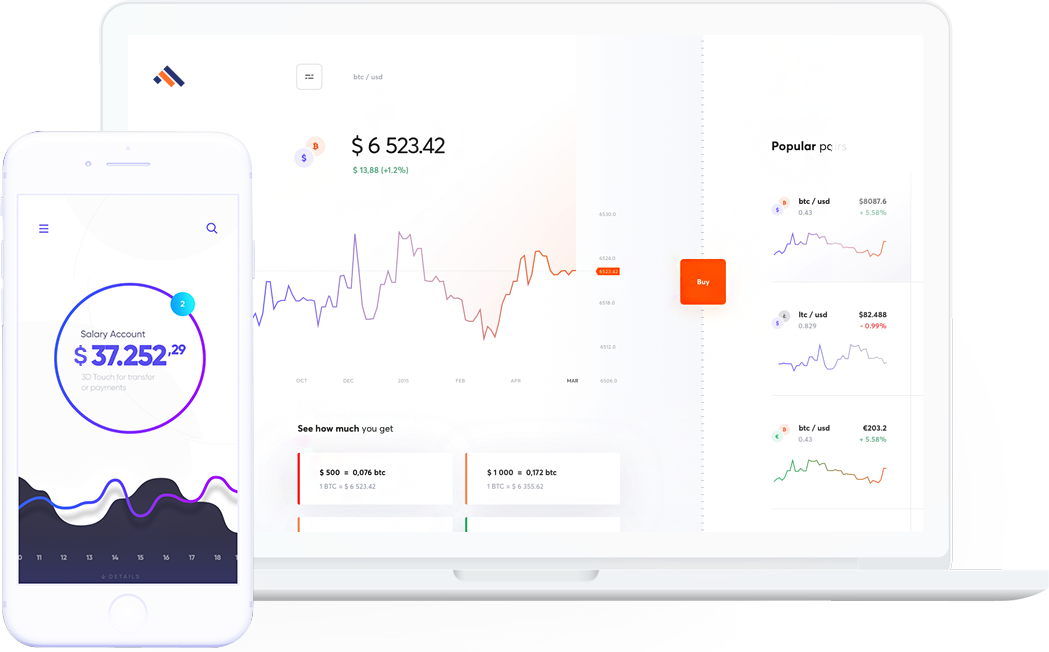 btc / usd
$ 6 523.42
$ 13,88 (+1.2%)
6530.0
6524.0
6523.42
6518.0
6512.0
6506.0
OCT DEC 2015 FEB APR MAR
See how much you get
$ 500 = 0,076 btc
1 BTC = $ 6 523.42
$ 1 000 = 0,172 btc
1 BTC = $ 6 355.62
Buy
Popular pairs
btc / usd $8087.6
0.43 + 5.58%
ltc / usd $82.488
0.829 - 0.99%
btc / usd €203.2
0.43 + 5.58%
2
Salary Account
$ 37.252,29
3D Touch for transfer
or payments
0 11 12 13 14 15 16 17 18 1
DETAILS